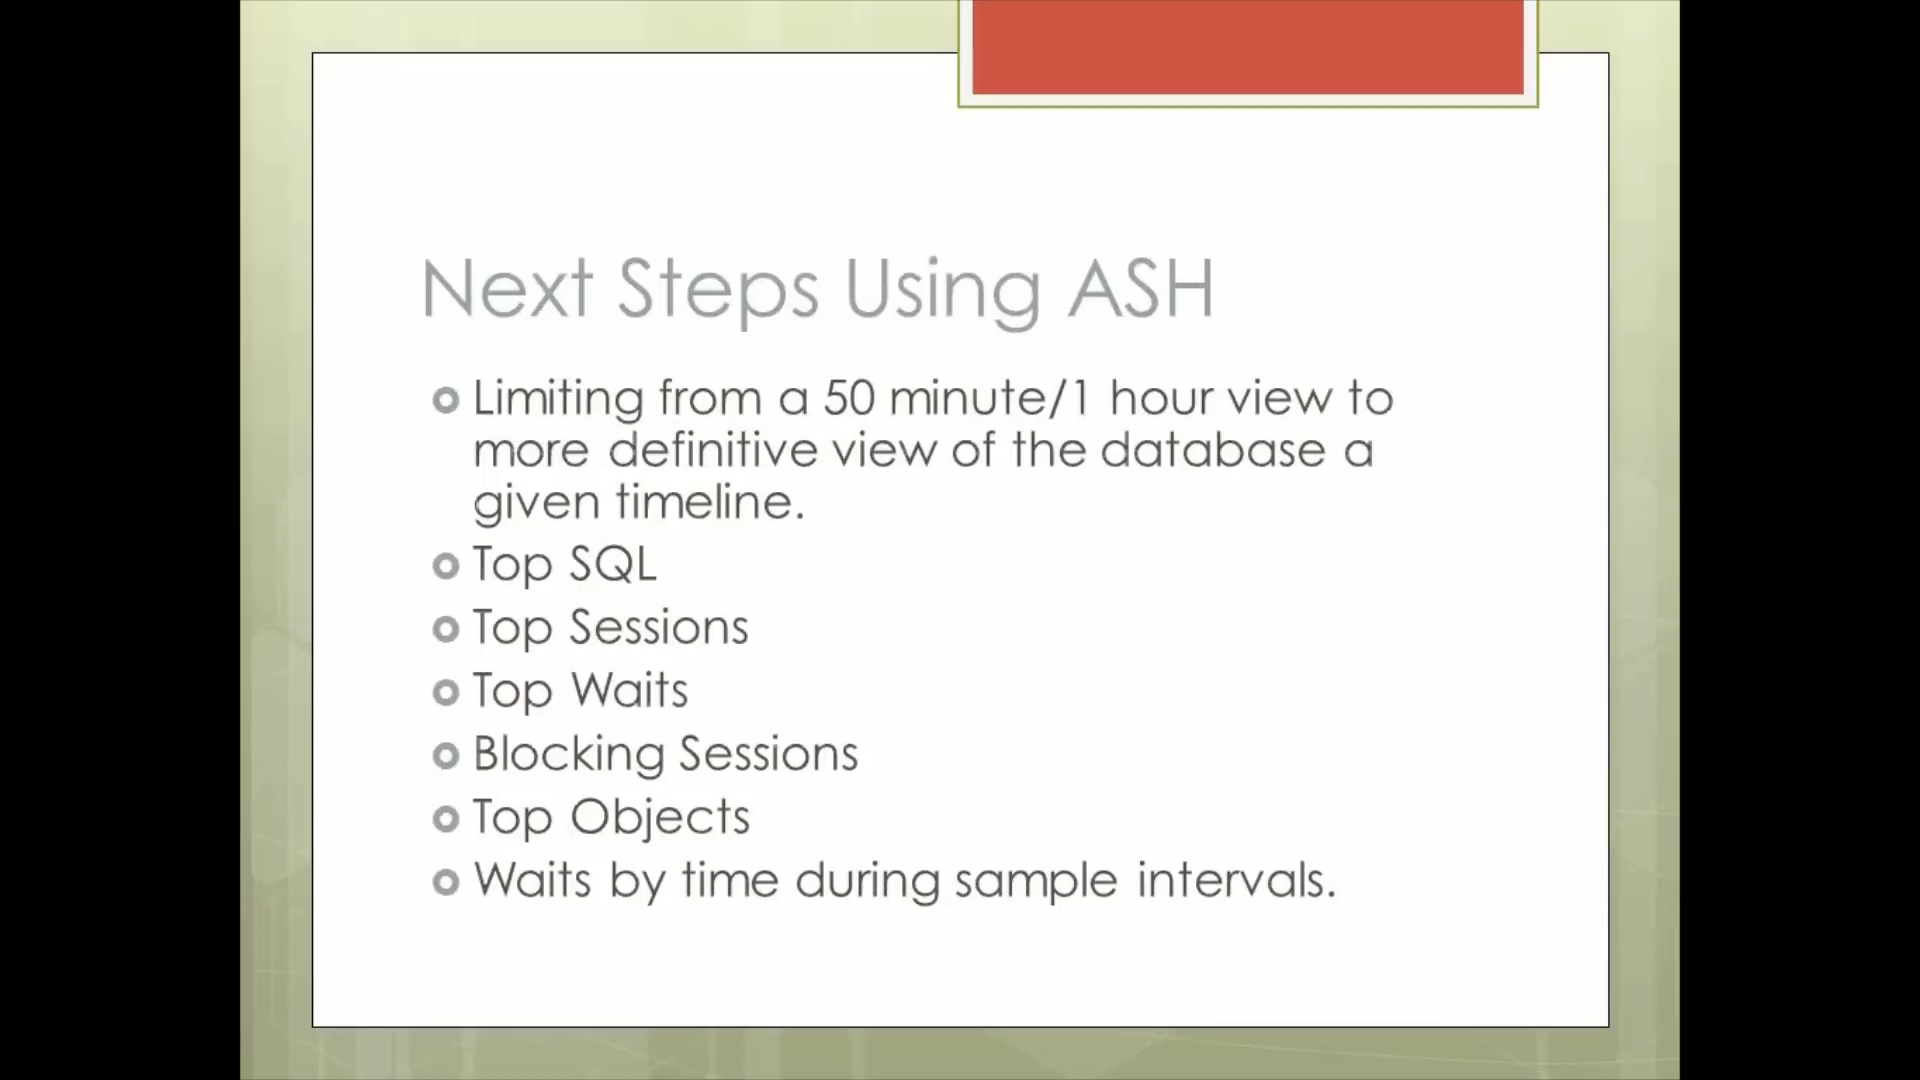 Next Steps Using ASH
Limiting from a 50 minute/1 hour view to
more definitive view of the database a
given timeline.
Top SQL
Top Sessions
Top Waits
Blocking Sessions
Top Objects
Waits by time during sample intervals.